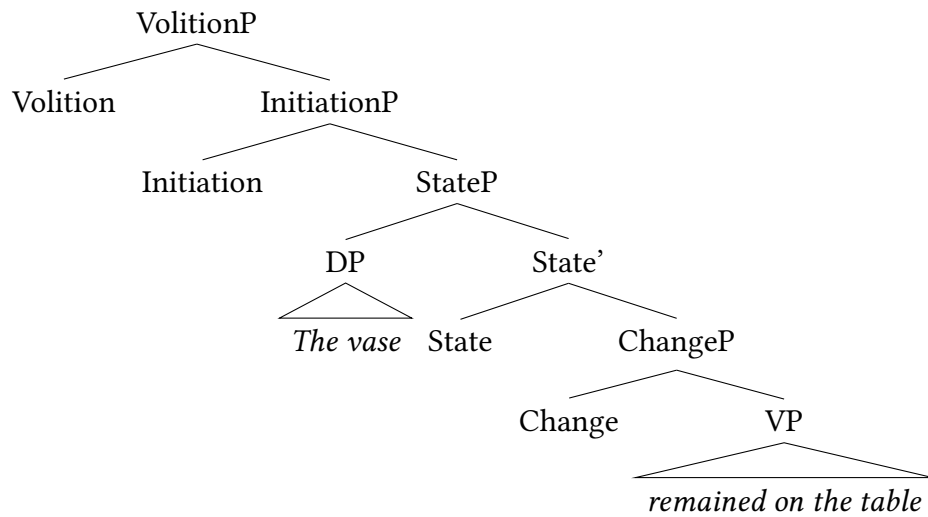 VolitionP
Volition InitiationP
Initiation StateP
DP State’
The vase State ChangeP
Change VP
remained on the table